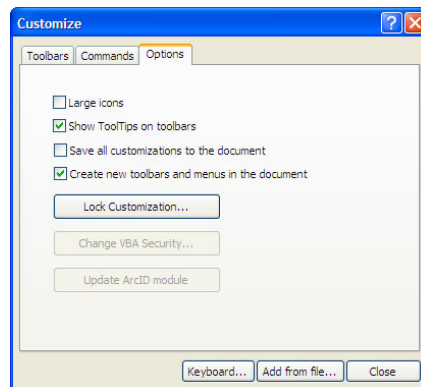 Customize
Toolbars Commands Options
Large icons
Show ToolTips on toolbars
Save all customizations to the document
Create new toolbars and menus in the document
Lock Customization...
Change VBA Security...
Update ArcID module
Keyboard... Add from file... Close